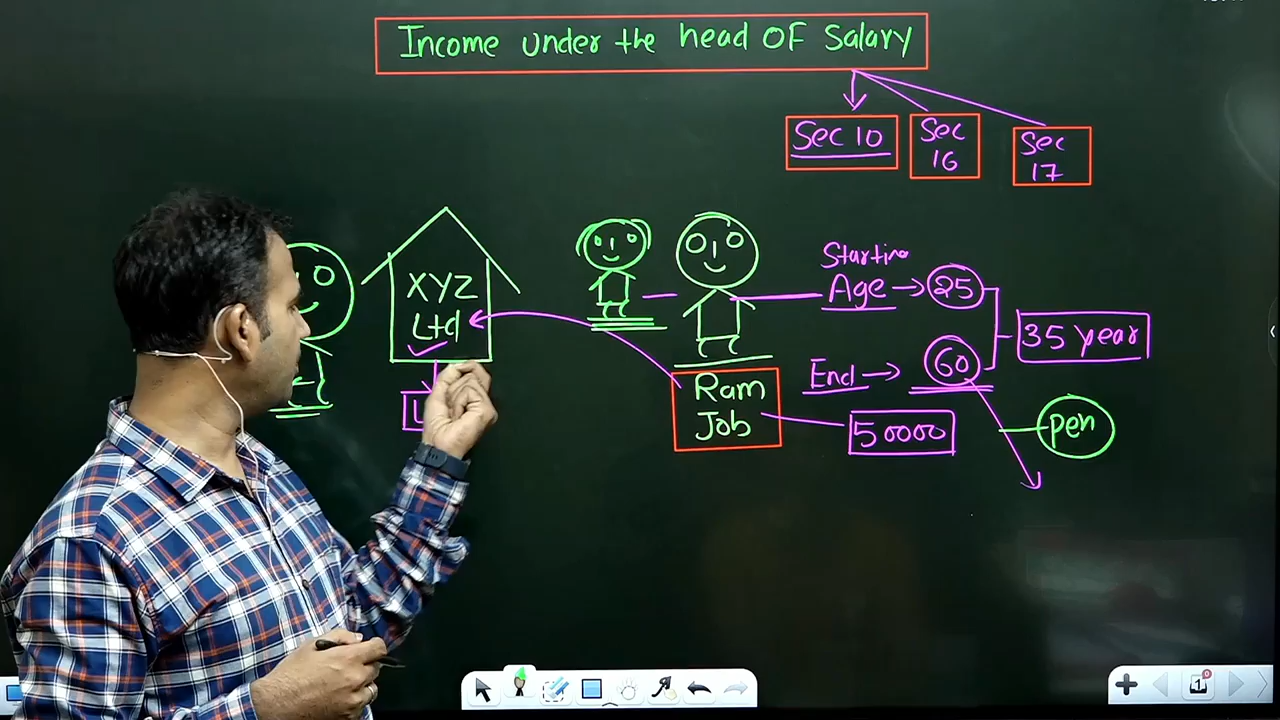 Income under the head OF Salary
Sec 10
Sec
16
Sec
17
XYZ
Ltd
Starting
Age → 25
35 year
End → 60
Ram
Job
50000
pen
1